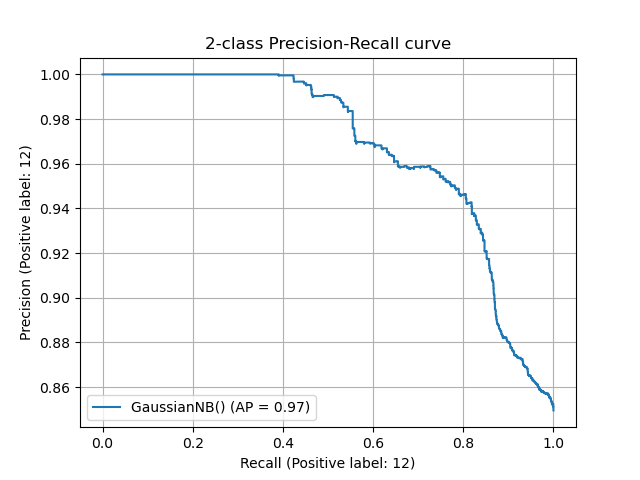 2-class Precision-Recall curve
Precision (Positive label: 12)
1.00
0.98
0.96
0.94
0.92
0.90
0.88
0.86
GaussianNB() (AP = 0.97)
0.0 0.2 0.4 0.6 0.8 1.0
Recall (Positive label: 12)